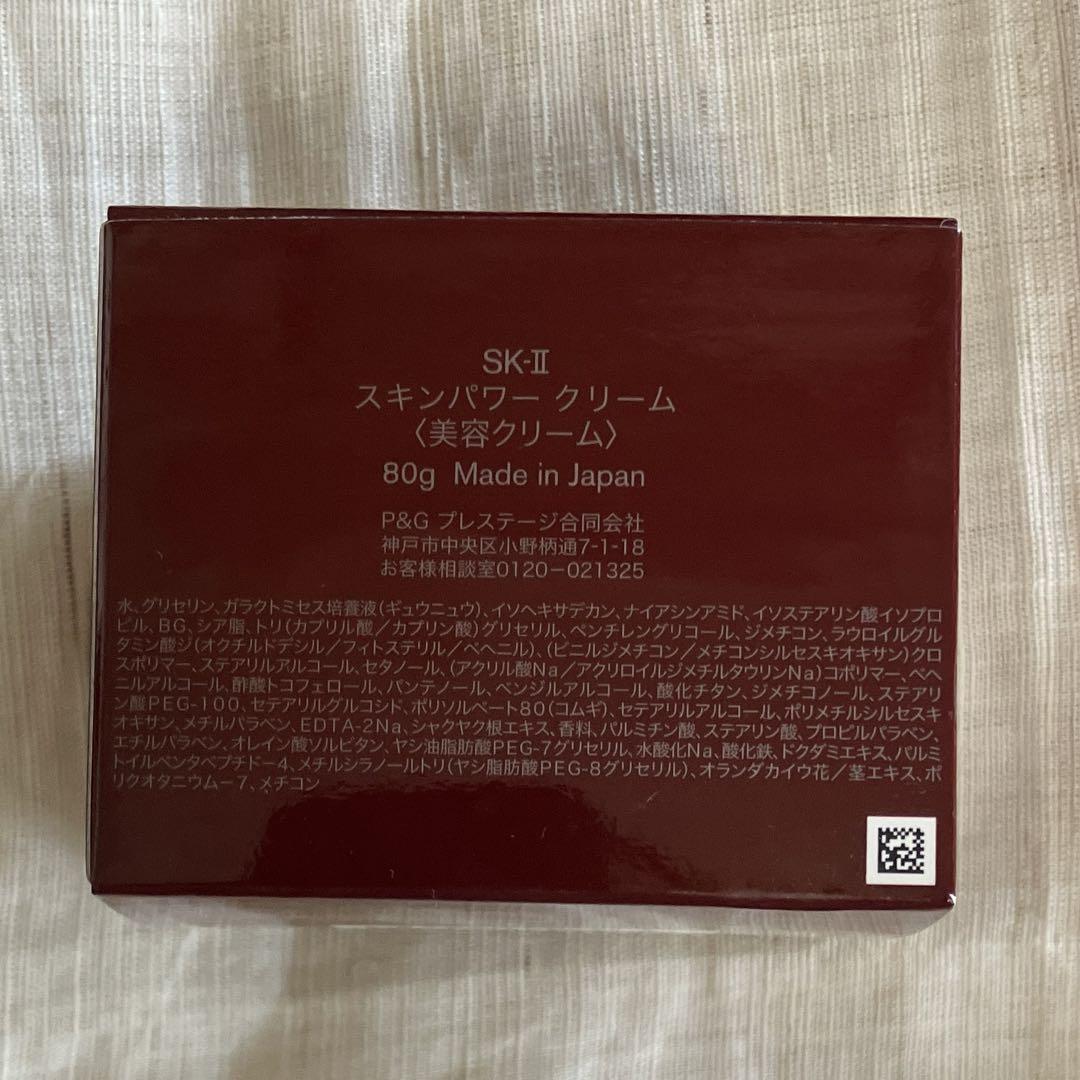 SK-Ⅱ
スキンパワー クリーム
〈美容クリーム〉
80g Made in Japan
P&G プレステージ合同会社
神戸市中央区小野柄通7-1-18
お客様相談室0120-021325
水、グリセリン、ガラクトミセス培養液(ギュウニュウ)、イソヘキサデカン、ナイアシンアミド、イソステアリン酸イソプロ
ピル、BG、シア脂、トリ(カプリル酸/カプリン酸)グリセリル、ペンチレングリコール、ジメチコン、ラウロイルグル
タミン酸ジ(オクチルドデシル/フィトステリル/ベヘニル)、(ビニルジメチコン/メチコンシルセスキオキサン)クロ
スポリマー、ステアリルアルコール、セタノール、(アクリル酸Na/アクリロイルジメチルタウリンNa)コポリマー、ベヘ
ニルアルコール、酢酸トコフェロール、パンテノール、ベンジルアルコール、酸化チタン、ジメチコノール、ステアリ
ン酸PEG-100、セテアリルグルコシド、ポリソルベート80(コムギ)、セテアリルアルコール、ポリメチルシルセスキ
オキサン、メチルパラベン、EDTA-2Na、シャクヤク根エキス、香料、パルミチン酸、ステアリン酸、プロピルパラベン、
エチルパラベン、オレイン酸ソルビタン、ヤシ油脂肪酸PEG-7グリセリル、水酸化Na、酸化鉄、ドクダミエキス、パルミ
トイルペンタペプチド-4、メチルシラノールトリ(ヤシ脂肪酸PEG-8グリセリル)、オランダカイウ花/茎エキス、ポ
リクオタニウム-7、メチコン